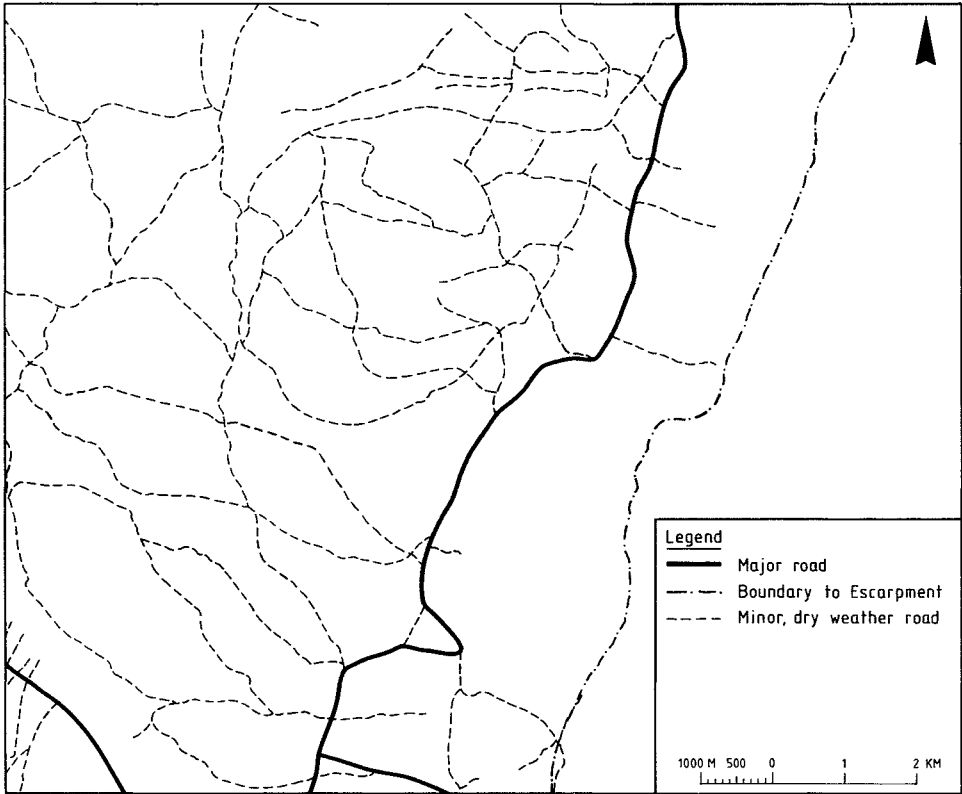 Legend
Major road
Boundary to Escarpment
Minor, dry weather road
1000 M 500 0 1 2 KM